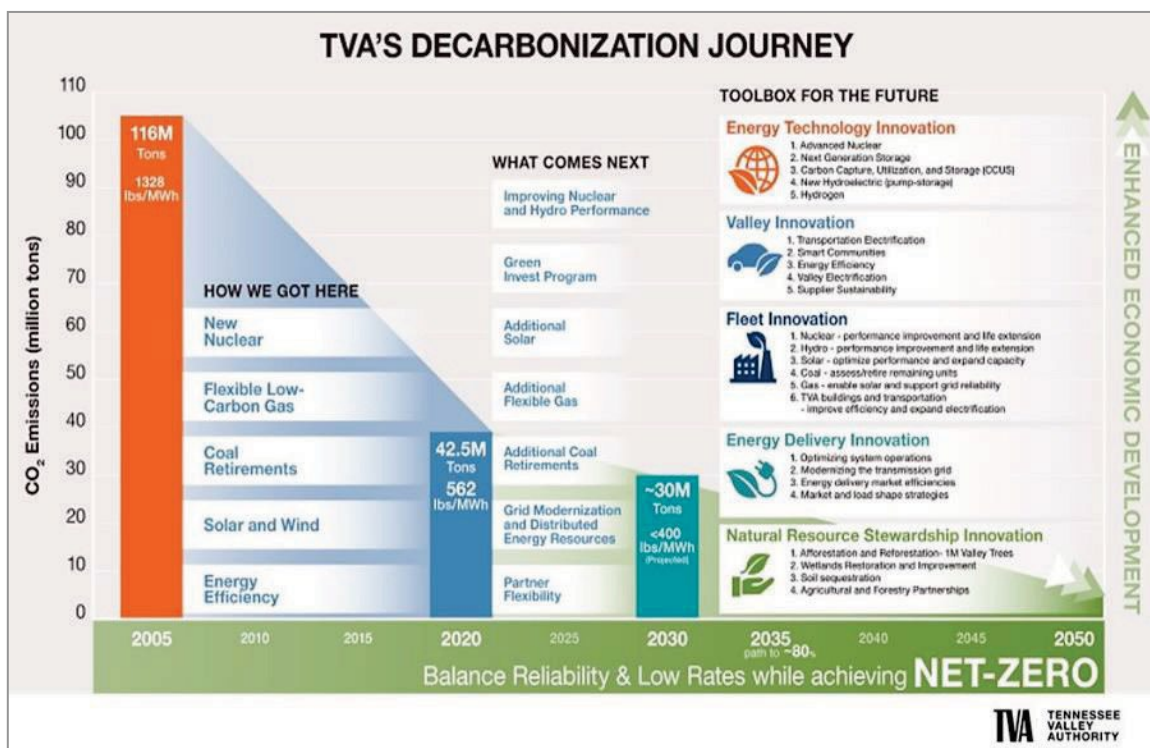 TVA'S DECARBONIZATION JOURNEY
CO2 Emissions (million tons)
110
100
90
80
70
60
50
40
30
20
10
0
116M
Tons
1328
lbs/MWh
HOW WE GOT HERE
New
Nuclear
Flexible Low-
Carbon Gas
Coal
Retirements
Solar and Wind
Energy
Efficiency
42.5M
Tons
562
lbs/MWh
WHAT COMES NEXT
Improving Nuclear
and Hydro Performance
Green
Invest Program
Additional
Solar
Additional
Flexible Gas
Additional Coal
Retirements
Grid Modernization
and Distributed
Energy Resources
Partner
Flexibility
~30M
Tons
<400
lbs/MWh
(Projected)
TOOLBOX FOR THE FUTURE
Energy Technology Innovation
1. Advanced Nuclear
2. Next Generation Storage
3. Carbon Capture, Utilization, and Storage (CCUS)
4. New Hydroelectric (pump-storage)
5. Hydrogen
Valley Innovation
1. Transportation Electrification
2. Smart Communities
3. Energy Efficiency
4. Valley Electrification
5. Supplier Sustainability
Fleet Innovation
1. Nuclear - performance improvement and life extension
2. Hydro - performance improvement and life extension
3. Solar - optimize performance and expand capacity
4. Coal - assess/retire remaining units
5. Gas - enable solar and support grid reliability
6. TVA buildings and transportation
- improve efficiency and expand electrification
Energy Delivery Innovation
1. Optimizing system operations
2. Modernizing the transmission grid
3. Energy delivery market efficiencies
4. Market and load shape strategies
Natural Resource Stewardship Innovation
1. Afforestation and Reforestation- 1M Valley Trees
2. Wetlands Restoration and Improvement
3. Soil sequestration
4. Agricultural and Forestry Partnerships
ENHANCED ECONOMIC DEVELOPMENT
2005
2010
2015
2020
2025
2030
2035
path to ~80%
2040
2045
2050
Balance Reliability & Low Rates while achieving NET-ZERO
TVA
TENNESSEE
VALLEY
AUTHORITY